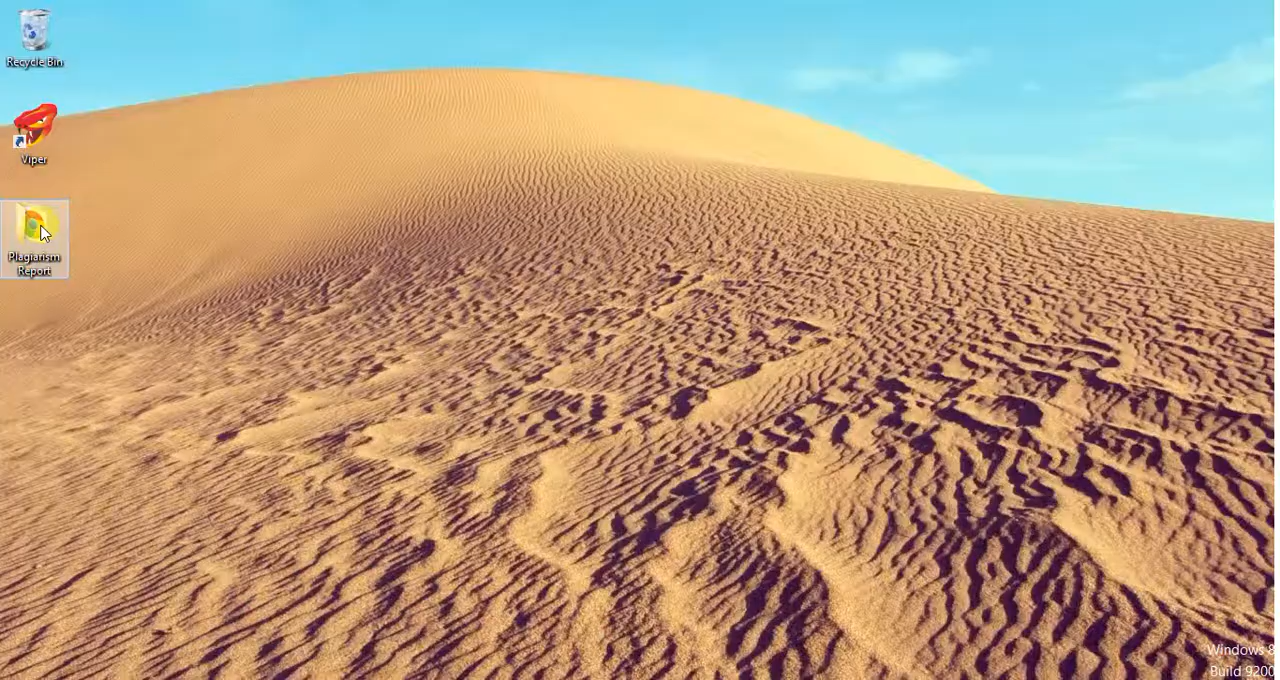 Recycle Bin
Viper
Plagiarism
Report
Windows 8
Build 9200